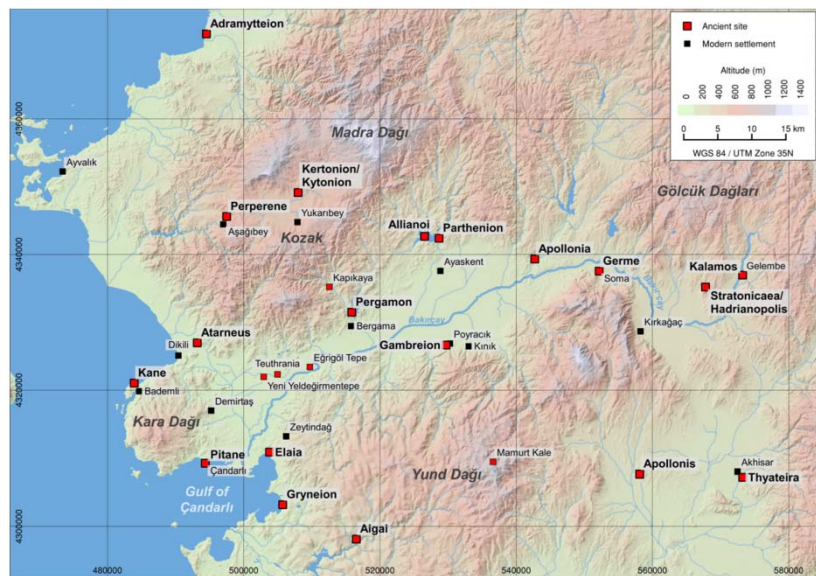 Adramytteion
Ancient site
Modern settlement
Altitude (m)
0
200
400
600
800
1000
1200
1400
0
5
10
15 km
WGS 84 / UTM Zone 35N
4360000
Madra Dağı
Ayvalık
Kertonion/
Kytonion
Gölcük Dağları
Perperene
Yukarıbey
Aşağıbey
Kozak
Allianoi
Parthenion
4340000
Ayaskent
Apollonia
Germe
Soma
Bakırçay
Kalamos
Gelembe
Stratonicaea/
Hadrianopolis
Kapıkaya
Pergamon
Bergama
Bakırçay
Kırkağaç
Atarneus
Dikili
Poyracık
Gambreion
Kınık
Eğrigöl Tepe
Teuthrania
Yeni Yeldeğirmentepe
4320000
Kane
Bademli
Demirtaş
Kara Dağı
Zeytindağ
Pitane
Çandarlı
Elaia
Yund Dağı
Mamurt Kale
Apollonis
Akhisar
Thyateira
Gulf of
Çandarlı
Gryneion
4300000
Aigai
480000
500000
520000
540000
560000
580000